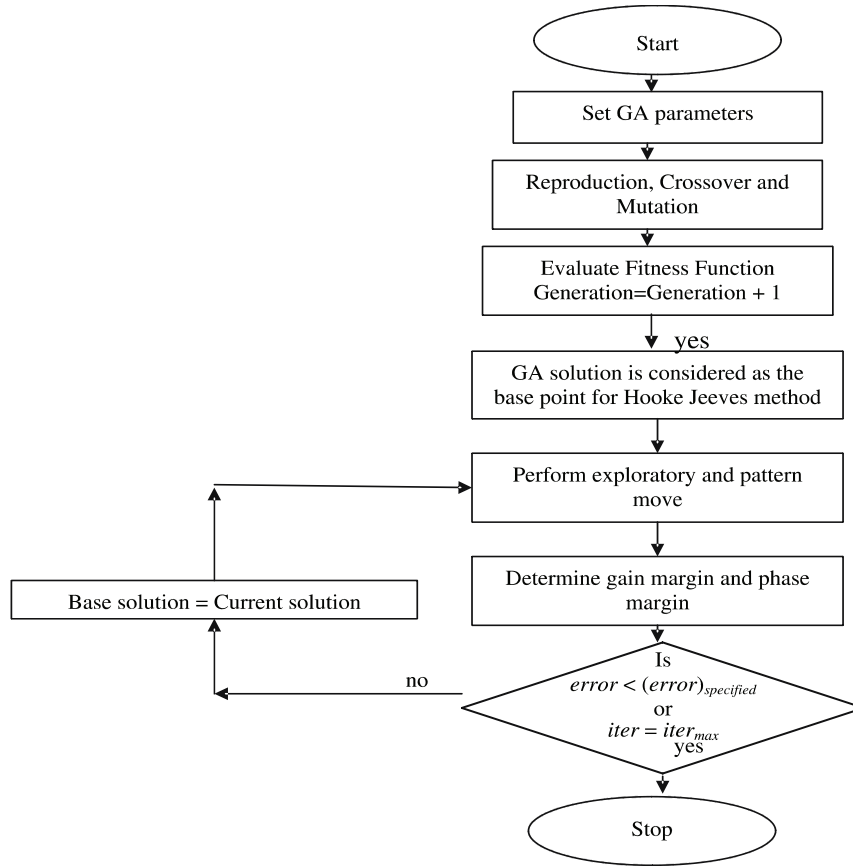 Start
Set GA parameters
Reproduction, Crossover and
Mutation
Evaluate Fitness Function
Generation=Generation + 1
yes
GA solution is considered as the
base point for Hooke Jeeves method
Perform exploratory and pattern
move
Determine gain margin and phase
margin
Base solution = Current solution
no
Is
error < (error)specified
or
iter = itermax
yes
Stop